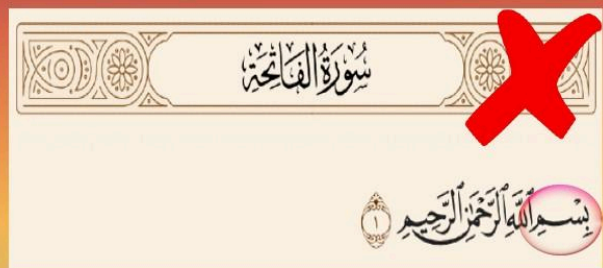 سُورَةُ الفَاتِحَةِ
بِسْمِ ٱللَّهِ ٱلرَّحْمَٰنِ ٱلرَّحِيمِ ١